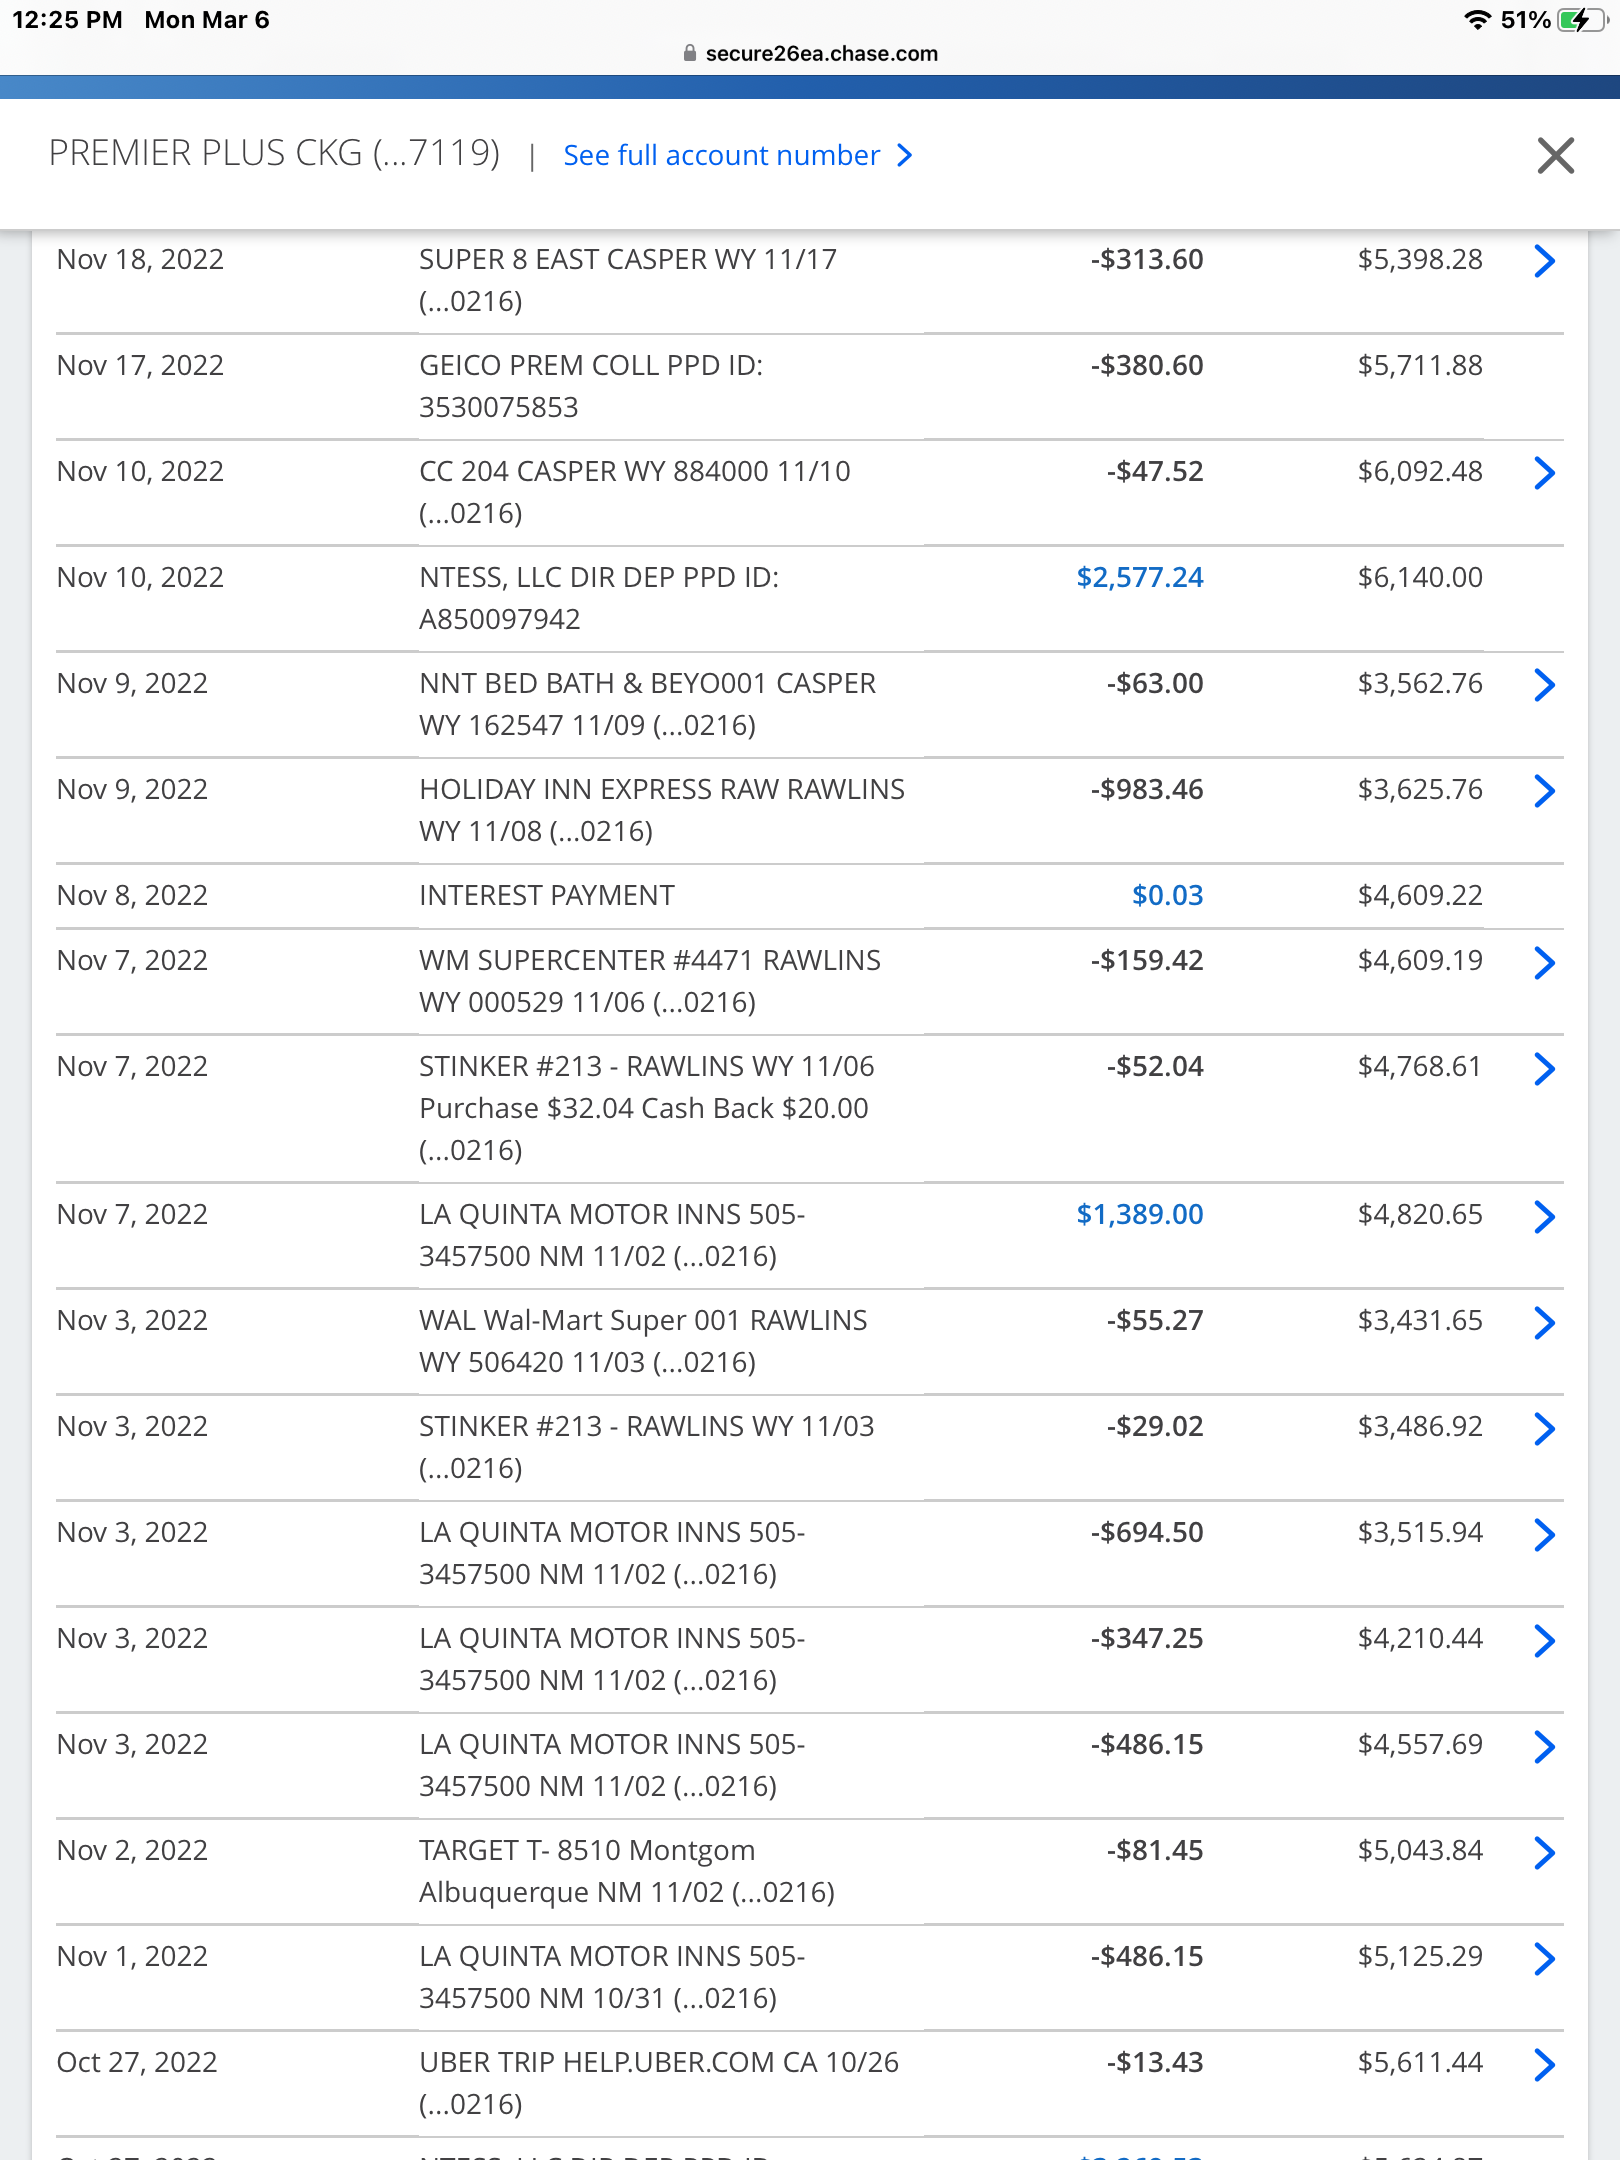 12:25 PM Mon Mar 6 51%
secure26ea.chase.com
PREMIER PLUS CKG (...7119) | See full account number
Nov 18, 2022 SUPER 8 EAST CASPER WY 11/17 -$313.60 $5,398.28
(...0216)
Nov 17, 2022 GEICO PREM COLL PPD ID: -$380.60 $5,711.88
3530075853
Nov 10, 2022 CC 204 CASPER WY 884000 11/10 -$47.52 $6,092.48
(...0216)
Nov 10, 2022 NTESS, LLC DIR DEP PPD ID: $2,577.24 $6,140.00
A850097942
Nov 9, 2022 NNT BED BATH & BEYO001 CASPER -$63.00 $3,562.76
WY 162547 11/09 (...0216)
Nov 9, 2022 HOLIDAY INN EXPRESS RAW RAWLINS -$983.46 $3,625.76
WY 11/08 (...0216)
Nov 8, 2022 INTEREST PAYMENT $0.03 $4,609.22
Nov 7, 2022 WM SUPERCENTER #4471 RAWLINS -$159.42 $4,609.19
WY 000529 11/06 (...0216)
Nov 7, 2022 STINKER #213 - RAWLINS WY 11/06 -$52.04 $4,768.61
Purchase $32.04 Cash Back $20.00
(...0216)
Nov 7, 2022 LA QUINTA MOTOR INNS 505- $1,389.00 $4,820.65
3457500 NM 11/02 (...0216)
Nov 3, 2022 WAL Wal-Mart Super 001 RAWLINS -$55.27 $3,431.65
WY 506420 11/03 (...0216)
Nov 3, 2022 STINKER #213 - RAWLINS WY 11/03 -$29.02 $3,486.92
(...0216)
Nov 3, 2022 LA QUINTA MOTOR INNS 505- -$694.50 $3,515.94
3457500 NM 11/02 (...0216)
Nov 3, 2022 LA QUINTA MOTOR INNS 505- -$347.25 $4,210.44
3457500 NM 11/02 (...0216)
Nov 3, 2022 LA QUINTA MOTOR INNS 505- -$486.15 $4,557.69
3457500 NM 11/02 (...0216)
Nov 2, 2022 TARGET T- 8510 Montgom -$81.45 $5,043.84
Albuquerque NM 11/02 (...0216)
Nov 1, 2022 LA QUINTA MOTOR INNS 505- -$486.15 $5,125.29
3457500 NM 10/31 (...0216)
Oct 27, 2022 UBER TRIP HELP.UBER.COM CA 10/26 -$13.43 $5,611.44
(...0216)